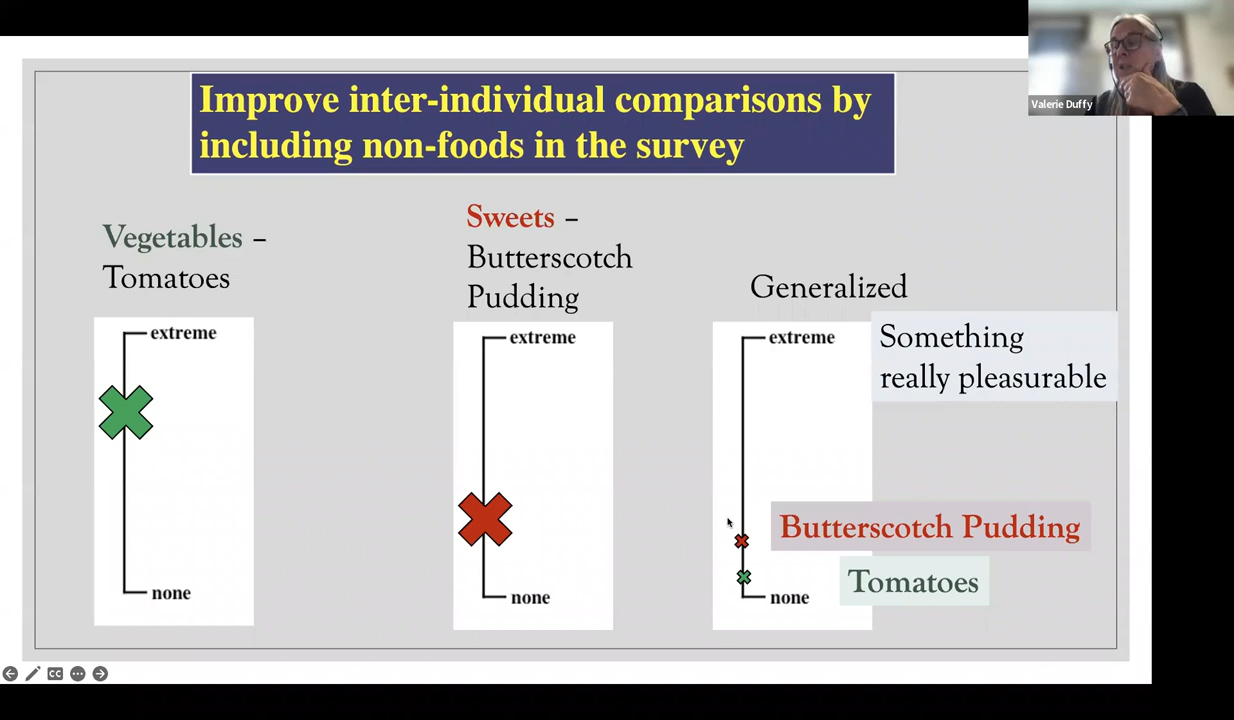 Improve inter-individual comparisons by
including non-foods in the survey
Valerie Duffy
Vegetables –
Tomatoes
extreme
none
Sweets –
Butterscotch
Pudding
extreme
none
Generalized
extreme
Something
really pleasurable
Butterscotch Pudding
Tomatoes
none
CC